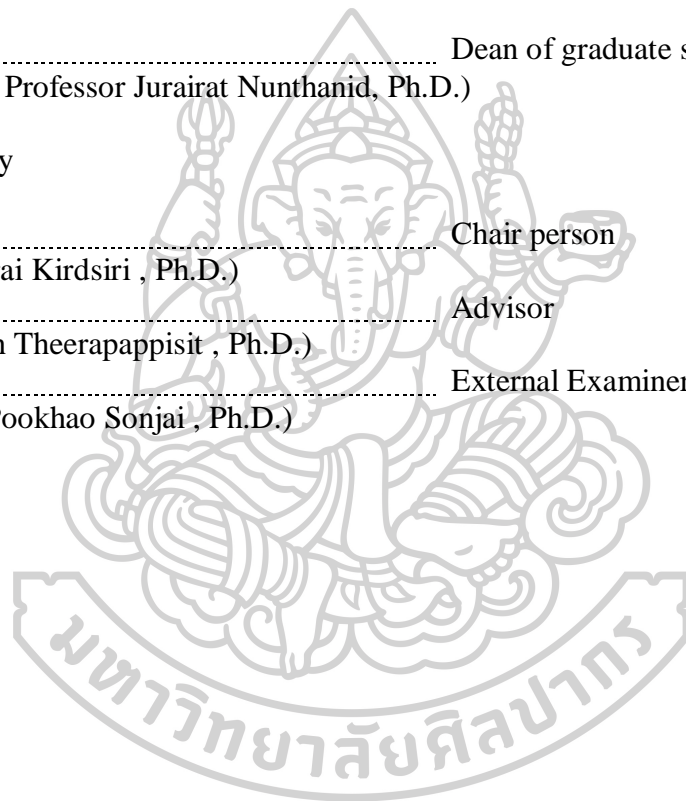 Dean of graduate s
Professor Jurairat Nunthanid, Ph.D.)
y
Chair person
ai Kirdsiri , Ph.D.)
Advisor
n Theerapappisit , Ph.D.)
External Examiner
Pookhao Sonjai , Ph.D.)
มหาวิทยาลัยศิลปากร